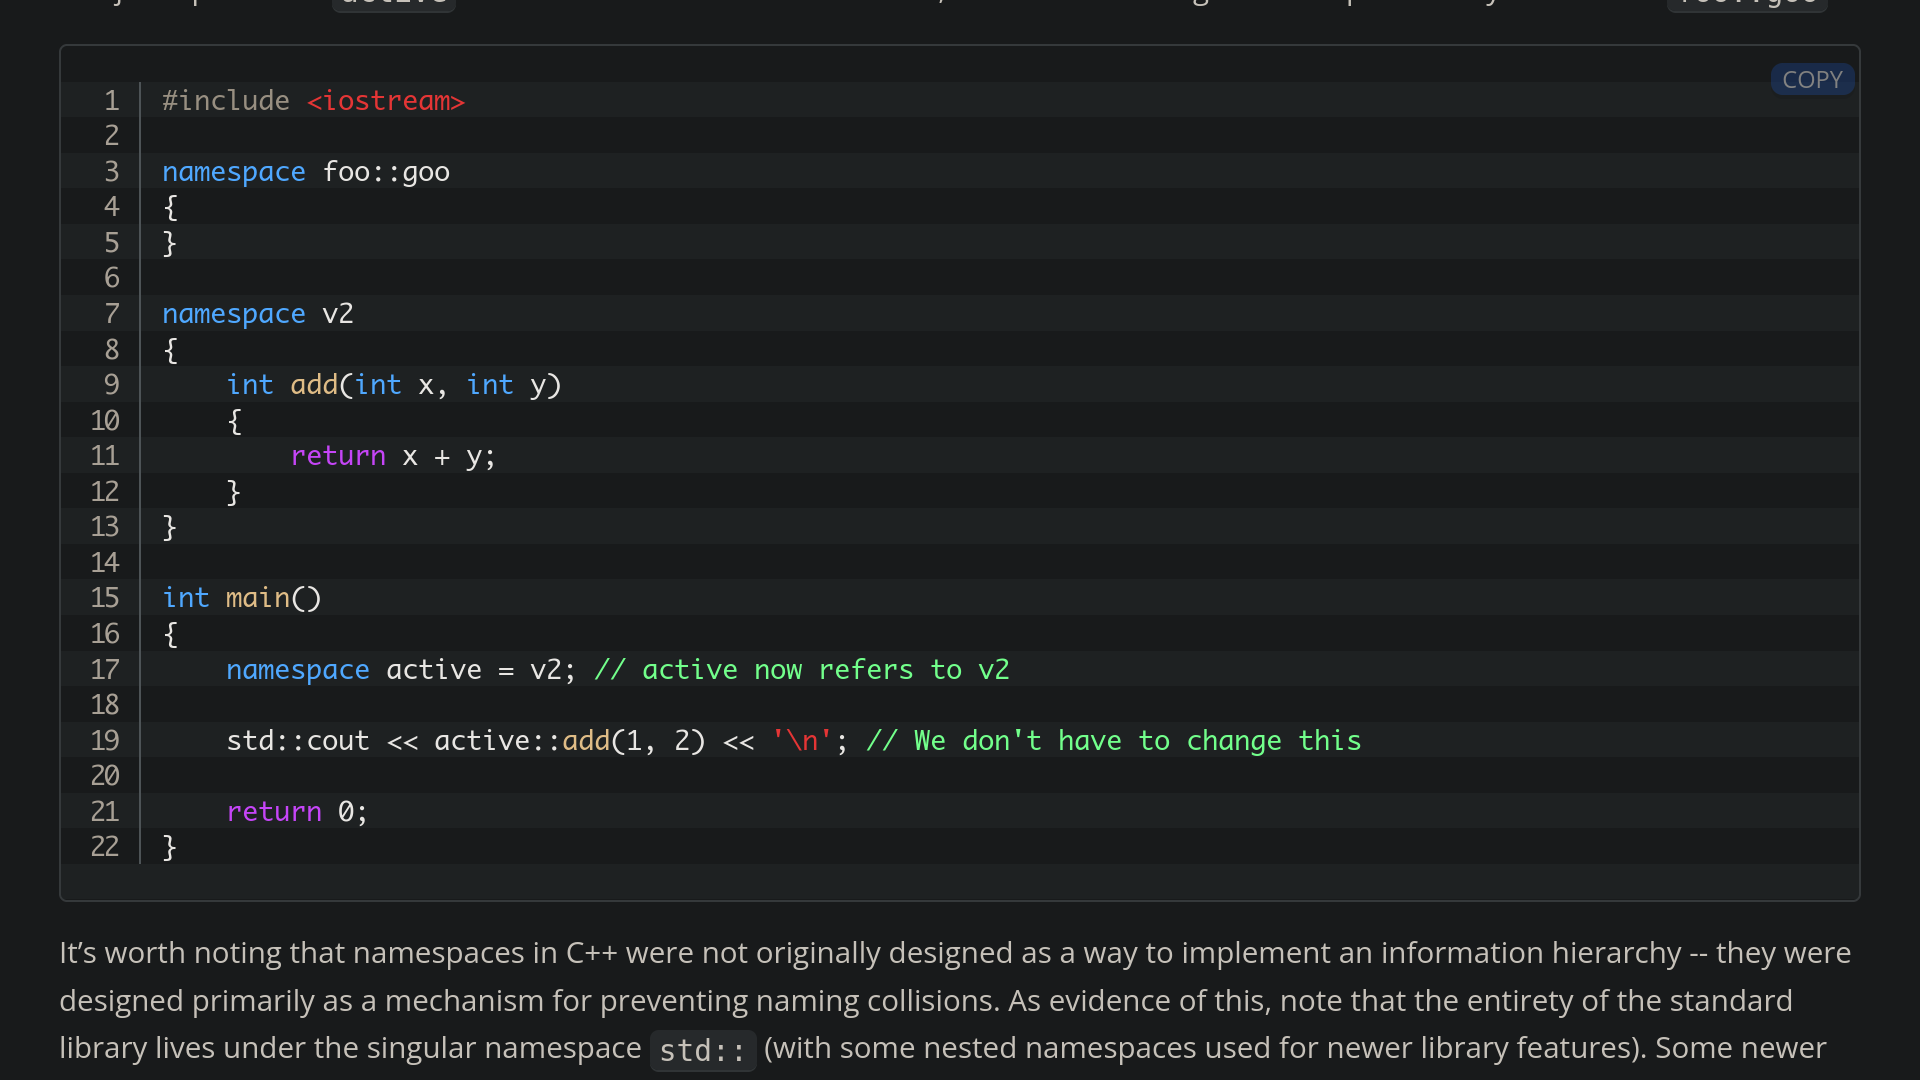 COPY
1 #include <iostream>
2
3 namespace foo::goo
4 {
5 }
6
7 namespace v2
8 {
9     int add(int x, int y)
10     {
11         return x + y;
12     }
13 }
14
15 int main()
16 {
17     namespace active = v2; // active now refers to v2
18
19     std::cout << active::add(1, 2) << '\n'; // We don't have to change this
20
21     return 0;
22 }
It’s worth noting that namespaces in C++ were not originally designed as a way to implement an information hierarchy -- they were
designed primarily as a mechanism for preventing naming collisions. As evidence of this, note that the entirety of the standard
library lives under the singular namespace std:: (with some nested namespaces used for newer library features). Some newer